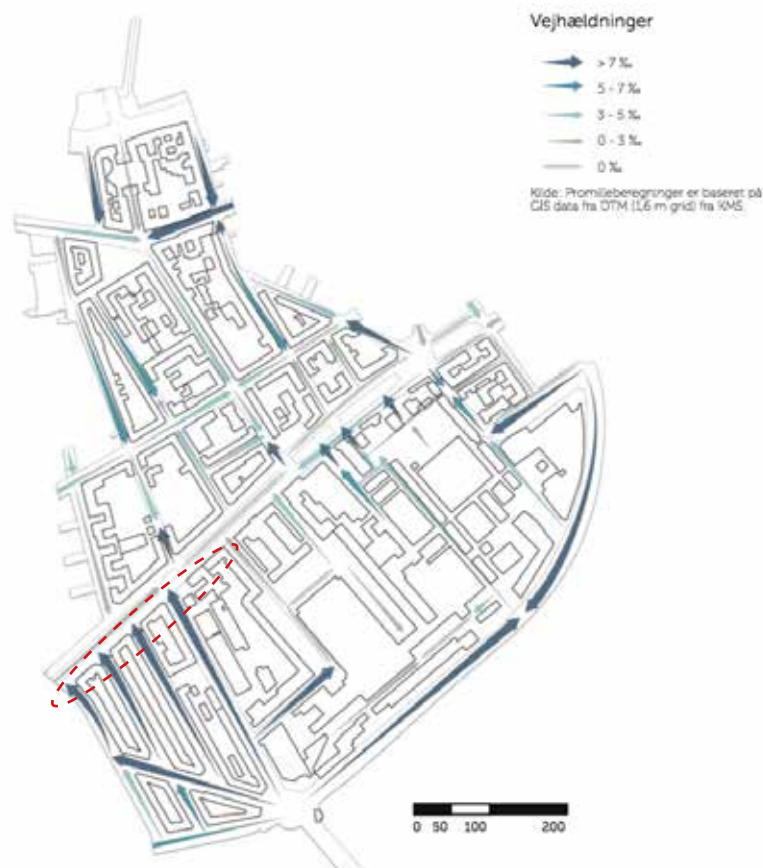 Vejhældninger
> 7 ‰
5 - 7 ‰
3 - 5 ‰
0 - 3 ‰
0 ‰
Kilde: Promilleberegninger er baseret på
GIS data fra DTM (1,6 m grid) fra KMS.
0 50 100 200